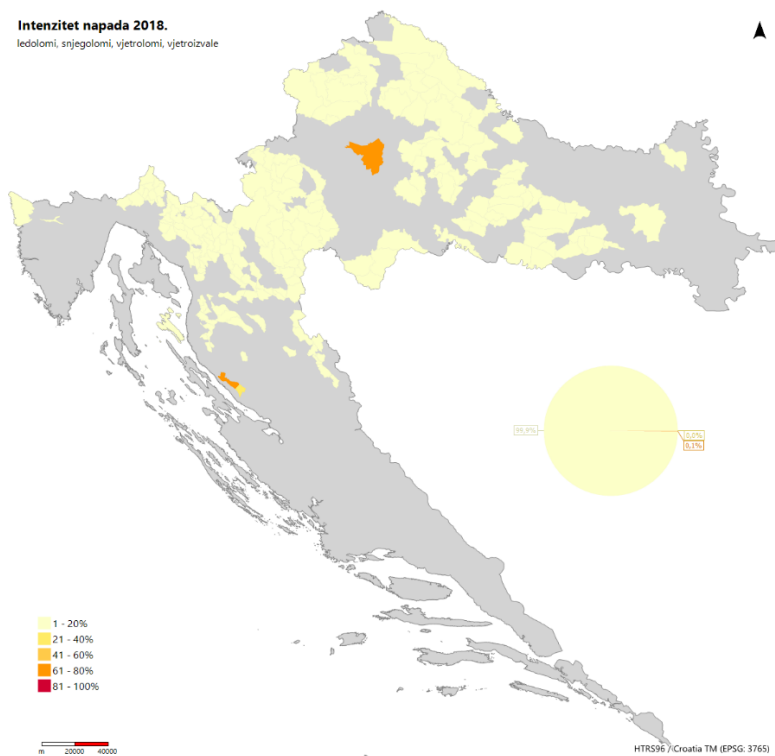 Intenzitet napada 2018.
ledolomi, snjegolomi, vjetrolomi, vjetroizvale
99.9%
0,0%
0,1%
1 - 20%
21 - 40%
41 - 60%
61 - 80%
81 - 100%
m 20000 40000
HTRS96 / Croatia TM (EPSG: 3765)